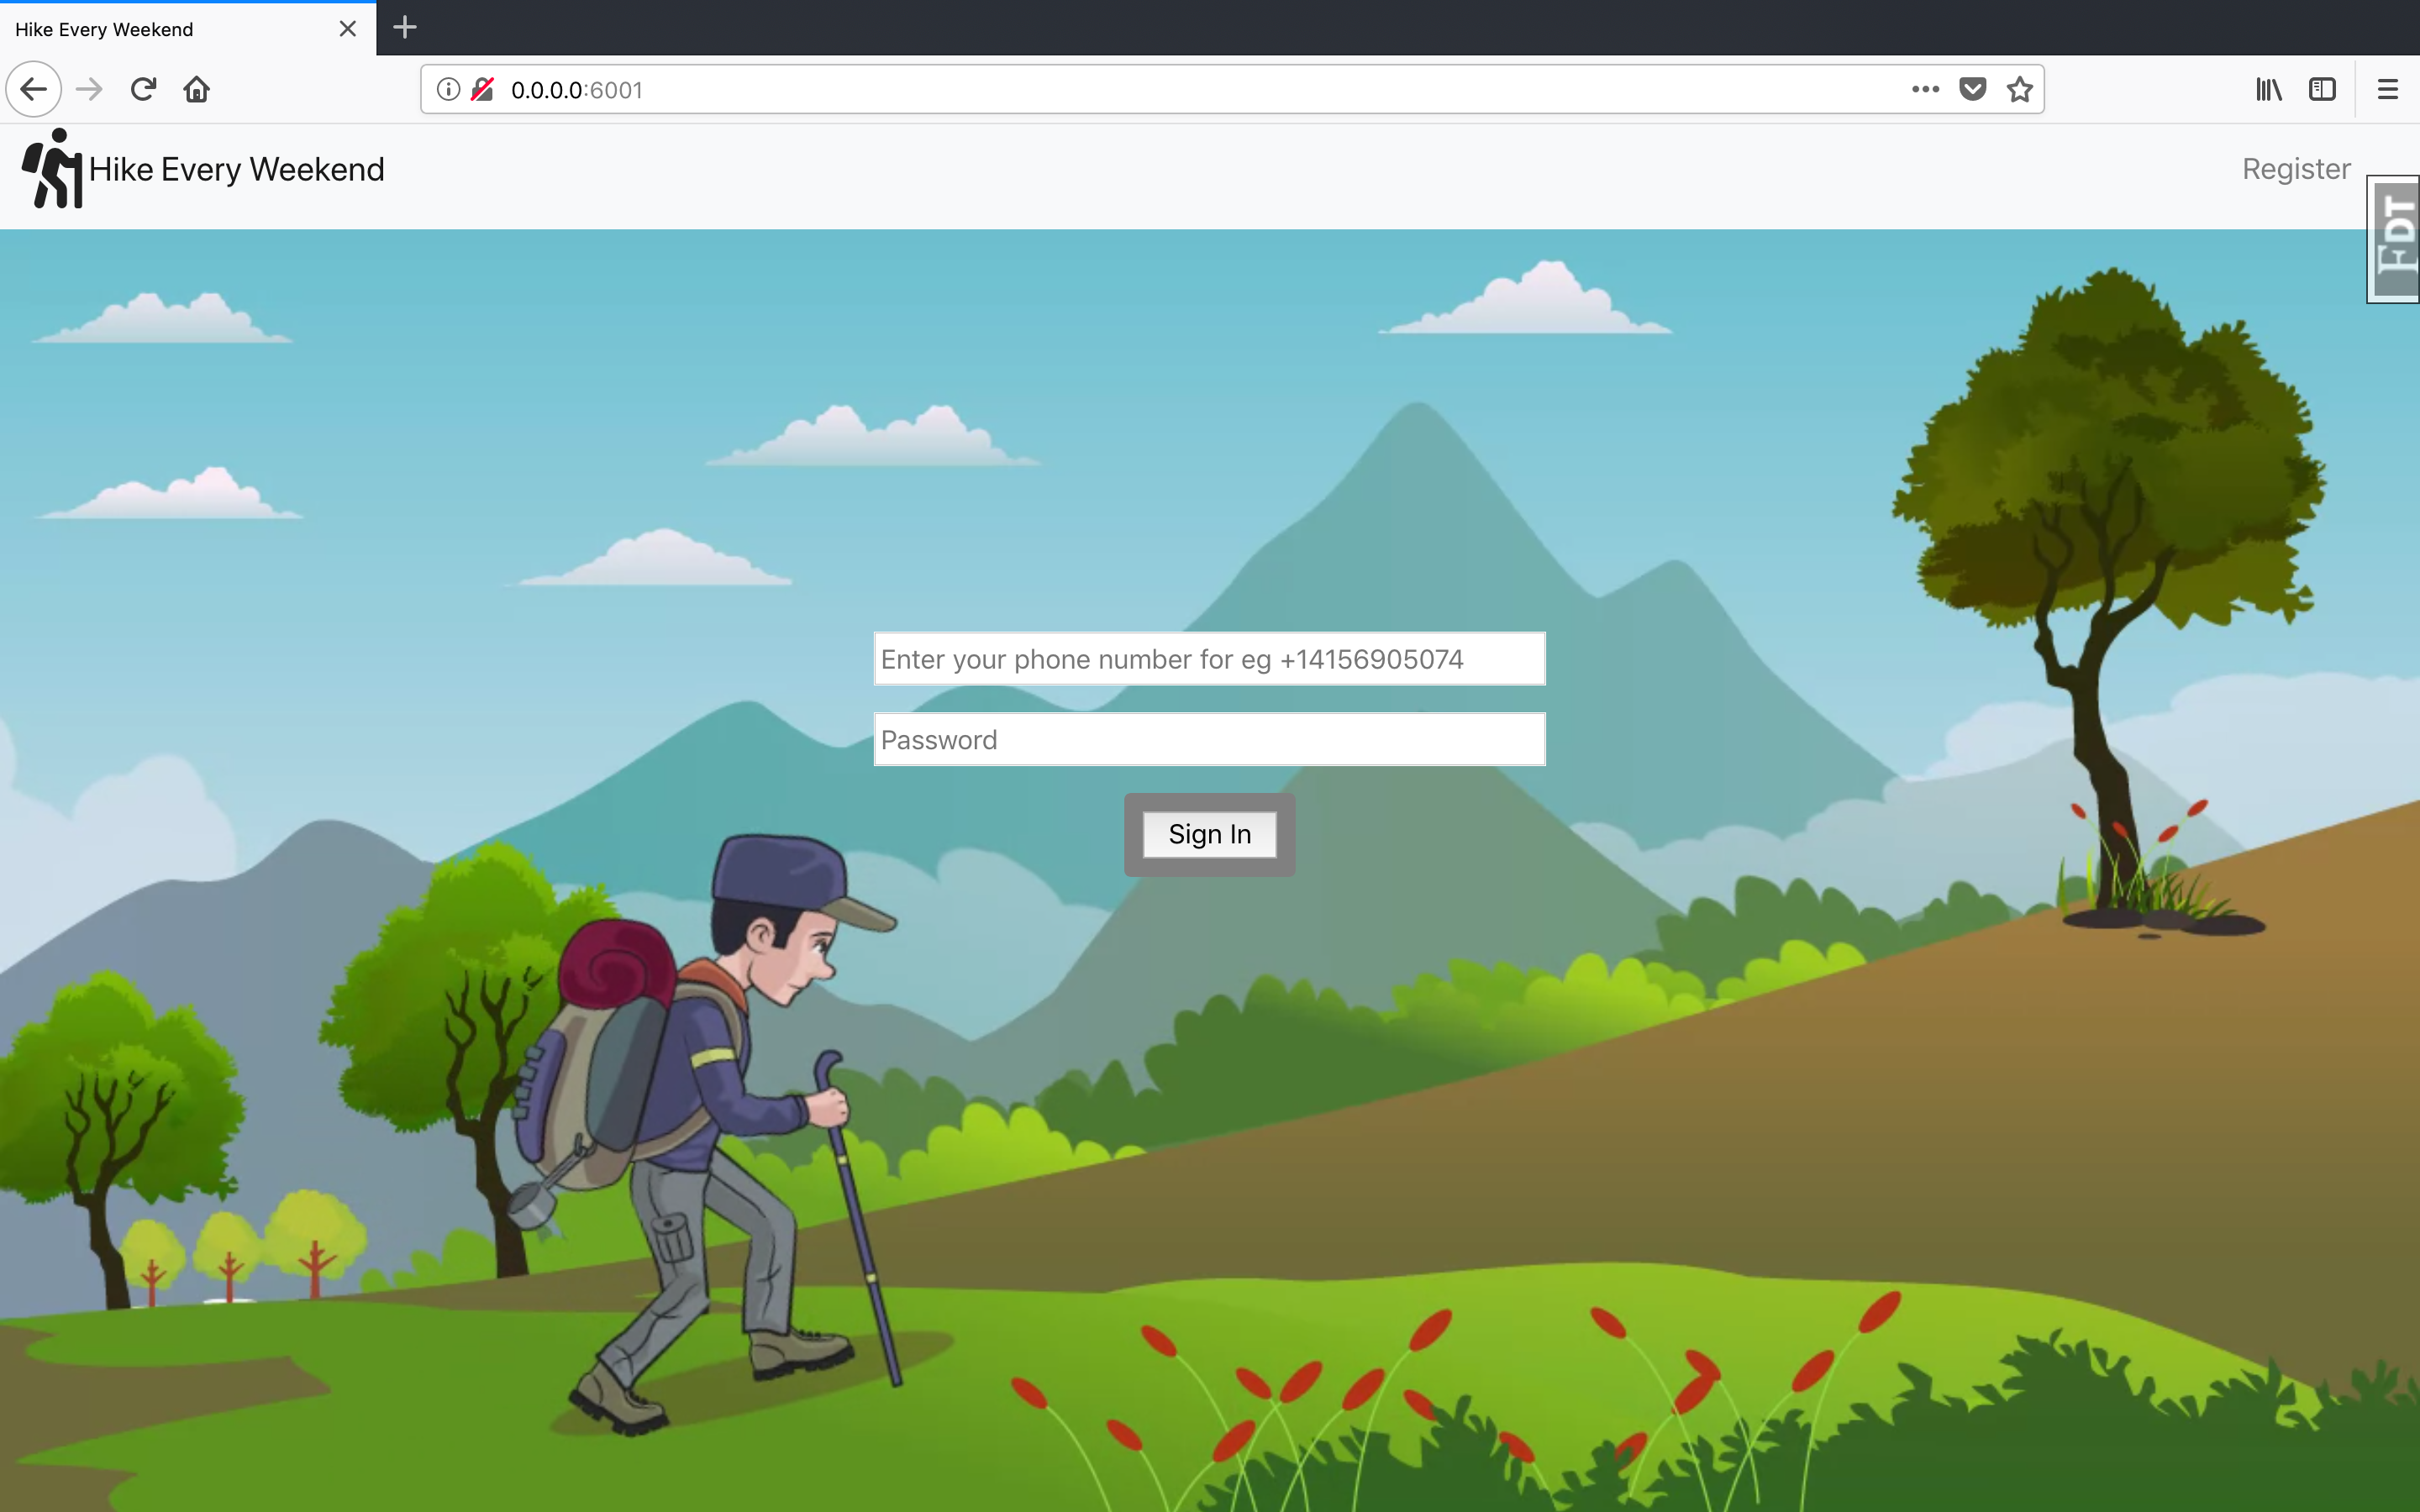 Hike Every Weekend
0.0.0.0:6001
Hike Every Weekend
Register
FDT
Enter your phone number for eg +14156905074
Password
Sign In